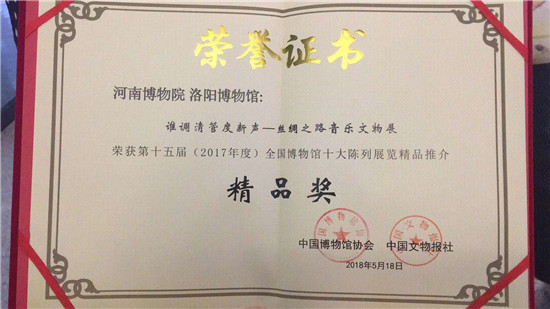 荣誉证书
河南博物院 洛阳博物馆:
谁调清管度新声—丝绸之路音乐文物展
荣获第十五届（2017年度）全国博物馆十大陈列展览精品推介
精品奖
中国博物馆协会 中国文物报社
2018年5月18日